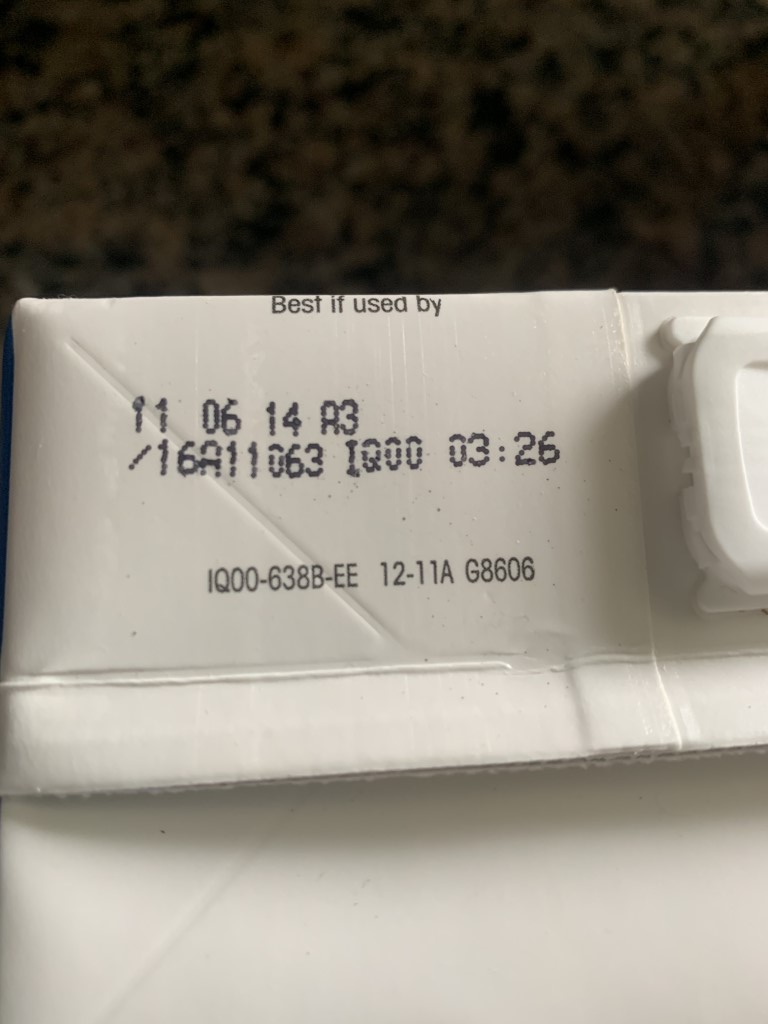 Best if used by
11 06 14 A3
/16A11063 IQ00 03:26
IQ00-638B-EE 12-11A G8606